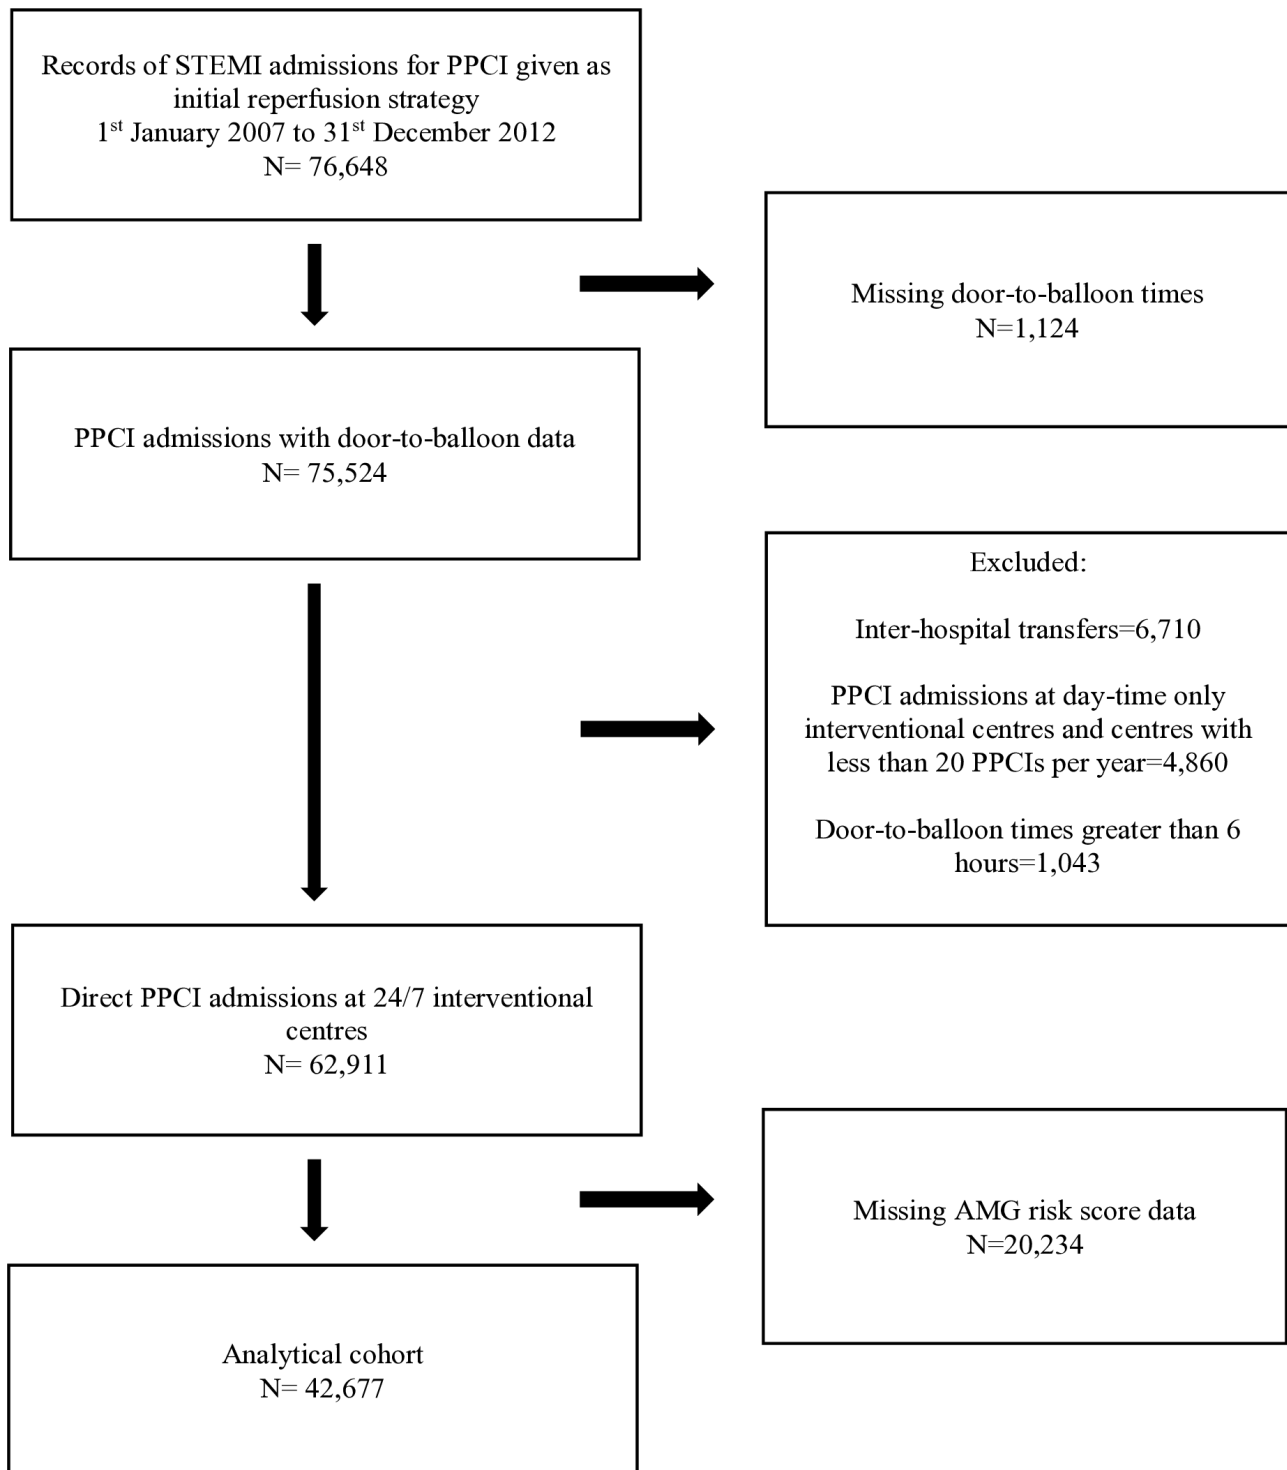 Records of STEMI admissions for PPCI given as
initial reperfusion strategy
1st January 2007 to 31st December 2012
N= 76,648
Missing door-to-balloon times
N=1,124
PPCI admissions with door-to-balloon data
N= 75,524
Excluded:
Inter-hospital transfers=6,710
PPCI admissions at day-time only
interventional centres and centres with
less than 20 PPCIs per year=4,860
Door-to-balloon times greater than 6
hours=1,043
Direct PPCI admissions at 24/7 interventional
centres
N= 62,911
Missing AMG risk score data
N=20,234
Analytical cohort
N= 42,677